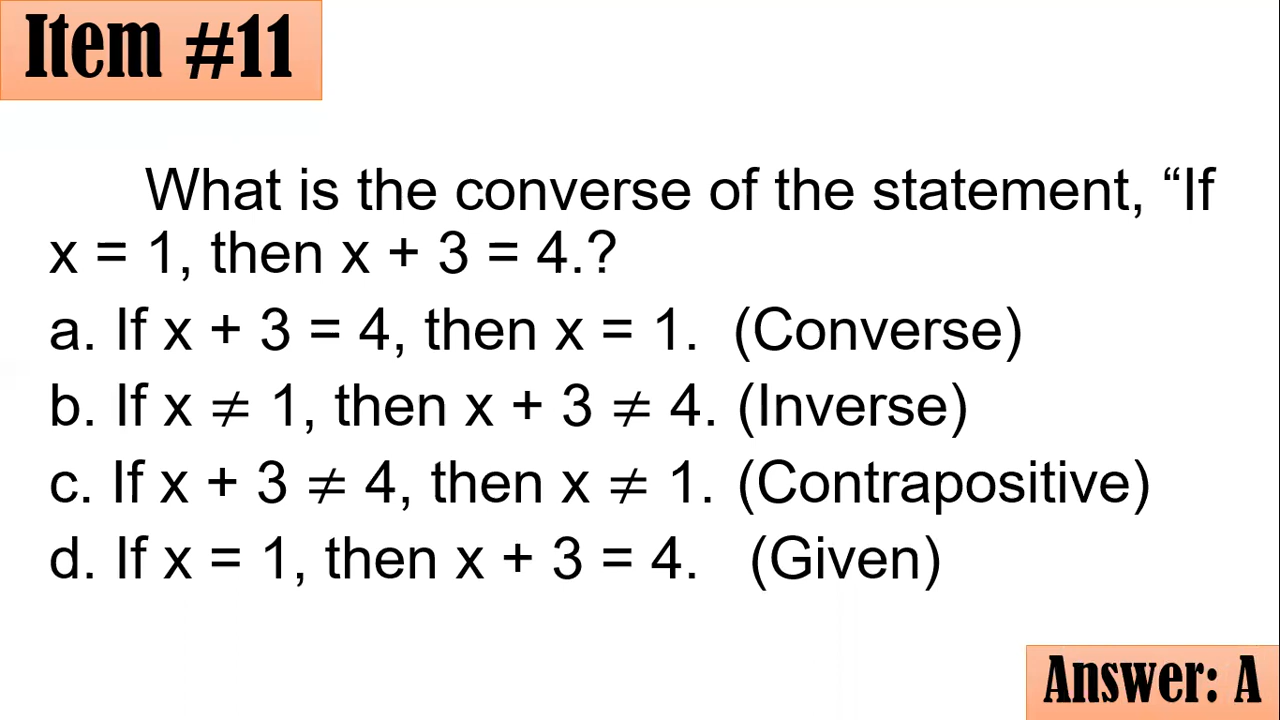 Item #11
What is the converse of the statement, “If
x = 1, then x + 3 = 4.?
a. If x + 3 = 4, then x = 1. (Converse)
b. If x ≠ 1, then x + 3 ≠ 4. (Inverse)
c. If x + 3 ≠ 4, then x ≠ 1. (Contrapositive)
d. If x = 1, then x + 3 = 4. (Given)
Answer: A